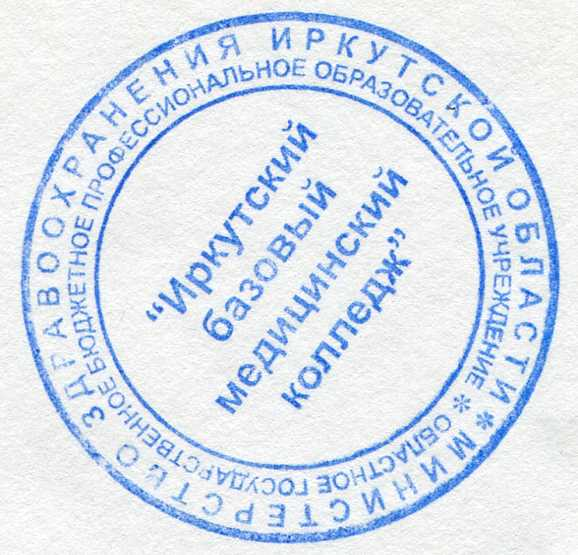 МИНИСТЕРСТВО ЗДРАВООХРАНЕНИЯ ИРКУТСКОЙ ОБЛАСТИ *
ОБЛАСТНОЕ ГОСУДАРСТВЕННОЕ БЮДЖЕТНОЕ ПРОФЕССИОНАЛЬНОЕ ОБРАЗОВАТЕЛЬНОЕ УЧРЕЖДЕНИЕ *
"Иркутский
базовый
медицинский
колледж"